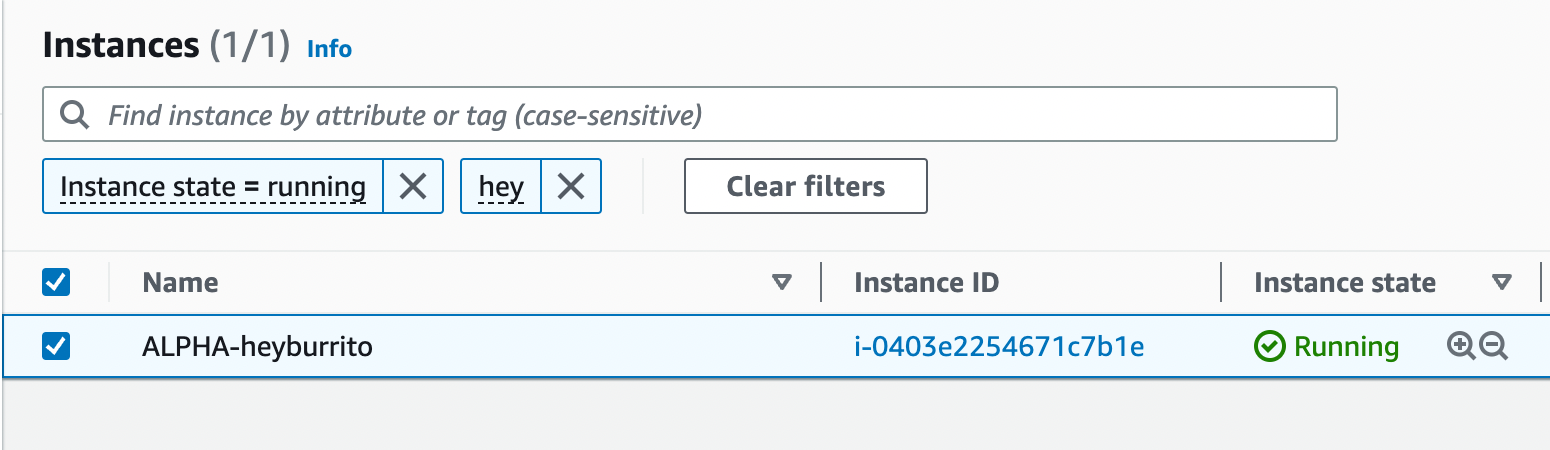 Instances (1/1) Info
Find instance by attribute or tag (case-sensitive)
Instance state = running hey Clear filters
Name Instance ID Instance state
ALPHA-heyburrito i-0403e2254671c7b1e Running